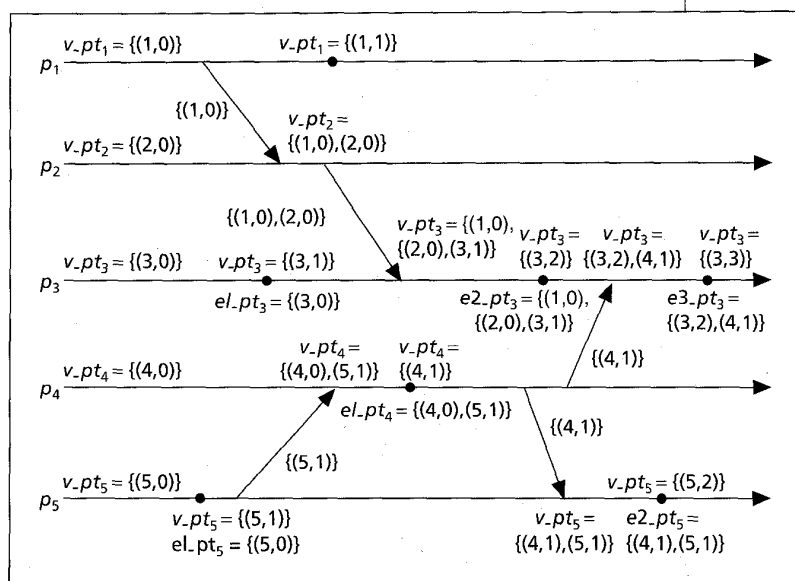 v_pt1 = {(1,0)}
v_pt1 = {(1,1)}
p1
{(1,0)}
v_pt2 =
{(1,0),(2,0)}
v_pt2 = {(2,0)}
p2
{(1,0),(2,0)}
v_pt3 = {(1,0),
{(2,0),(3,1)}
v_pt3 =
{(3,2)}
v_pt3 =
{(3,2),(4,1)}
v_pt3 =
{(3,3)}
v_pt3 = {(3,0)}
v_pt3 = {(3,1)}
p3
el_pt3 = {(3,0)}
e2_pt3 = {(1,0),
{(2,0),(3,1)}
e3_pt3 =
{(3,2),(4,1)}
v_pt4 =
{(4,0),(5,1)}
v_pt4 =
{(4,1)}
{(4,1)}
v_pt4 = {(4,0)}
p4
el_pt4 = {(4,0),(5,1)}
{(4,1)}
{(5,1)}
v_pt5 = {(5,0)}
v_pt5 = {(5,2)}
p5
v_pt5 = {(5,1)}
el_pt5 = {(5,0)}
v_pt5 =
{(4,1),(5,1)}
e2_pt5 =
{(4,1),(5,1)}